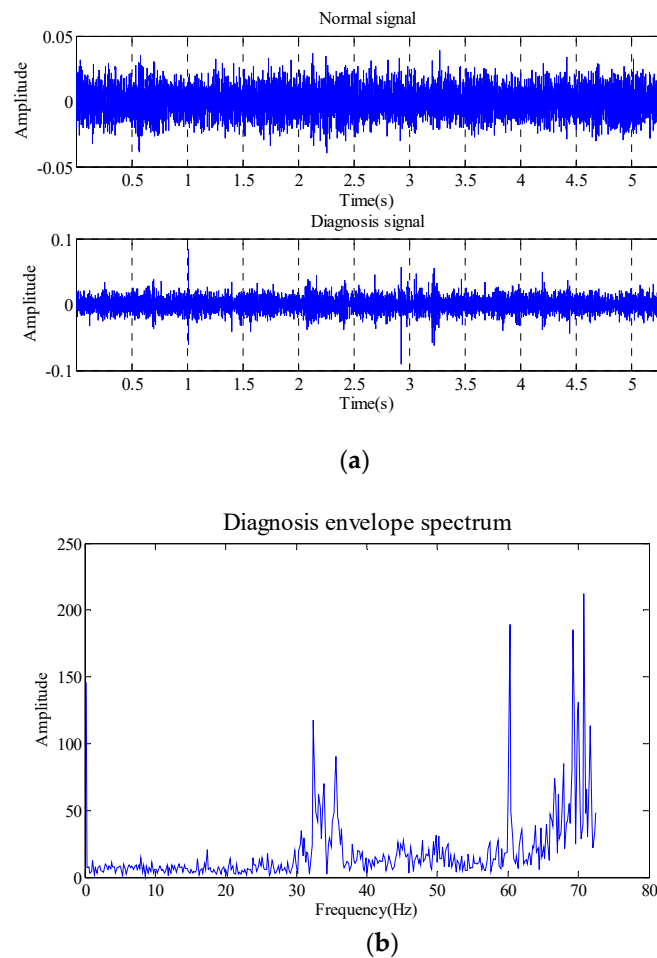 Normal signal
0.05
0
-0.05
Amplitude
0.5 1 1.5 2 2.5 3 3.5 4 4.5 5
Time(s)
Diagnosis signal
0.1
0
-0.1
Amplitude
0.5 1 1.5 2 2.5 3 3.5 4 4.5 5
Time(s)
(a)
Diagnosis envelope spectrum
250
200
150
100
50
0
Amplitude
0 10 20 30 40 50 60 70 80
Frequency(Hz)
(b)